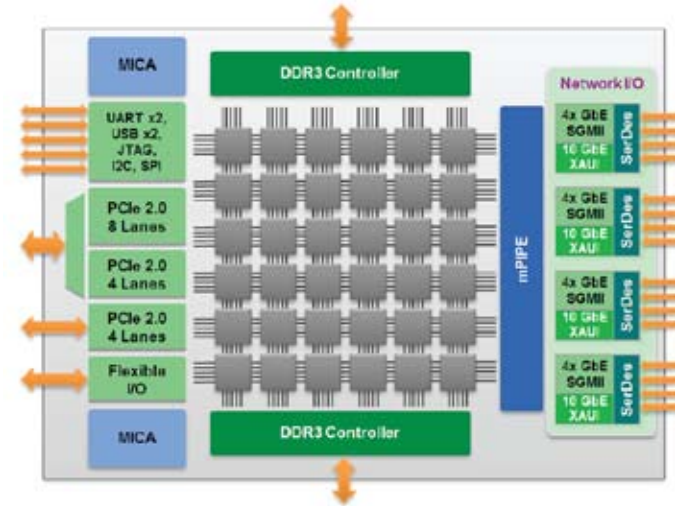 MICA
DDR3 Controller
UART x2,
USB x2,
JTAG,
I2C, SPI
PCIe 2.0
8 Lanes
PCIe 2.0
4 Lanes
PCIe 2.0
4 Lanes
Flexible
I/O
MICA
DDR3 Controller
mPIPE
Network I/O
4x GbE
SGMII
10 GbE
XAUI
SerDes
4x GbE
SGMII
10 GbE
XAUI
SerDes
4x GbE
SGMII
10 GbE
XAUI
SerDes
4x GbE
SGMII
10 GbE
XAUI
SerDes